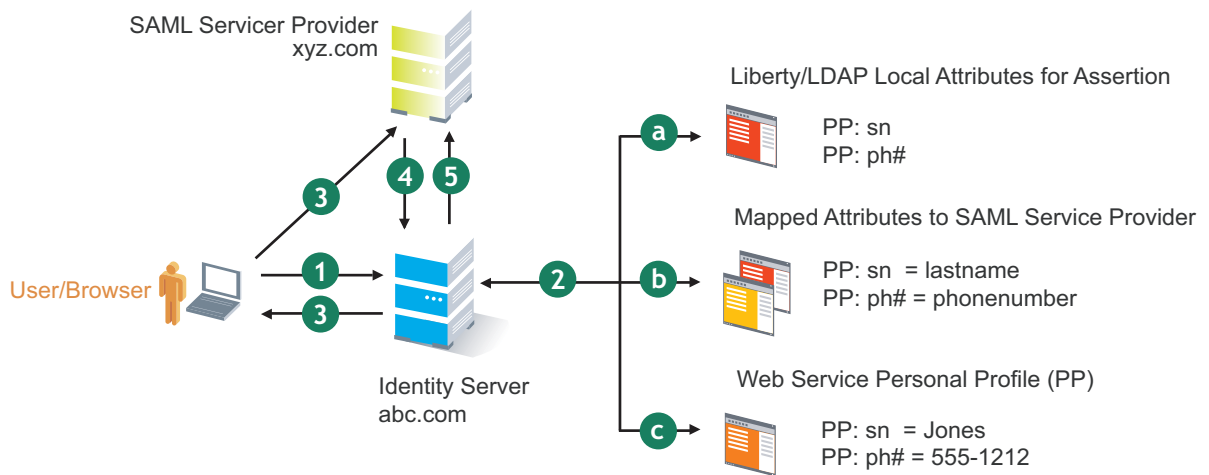 SAML Servicer Provider
xyz.com
3
4
5
User/Browser
1
3
Identity Server
abc.com
2
a
Liberty/LDAP Local Attributes for Assertion
PP: sn
PP: ph#
b
Mapped Attributes to SAML Service Provider
PP: sn = lastname
PP: ph# = phonenumber
c
Web Service Personal Profile (PP)
PP: sn = Jones
PP: ph# = 555-1212